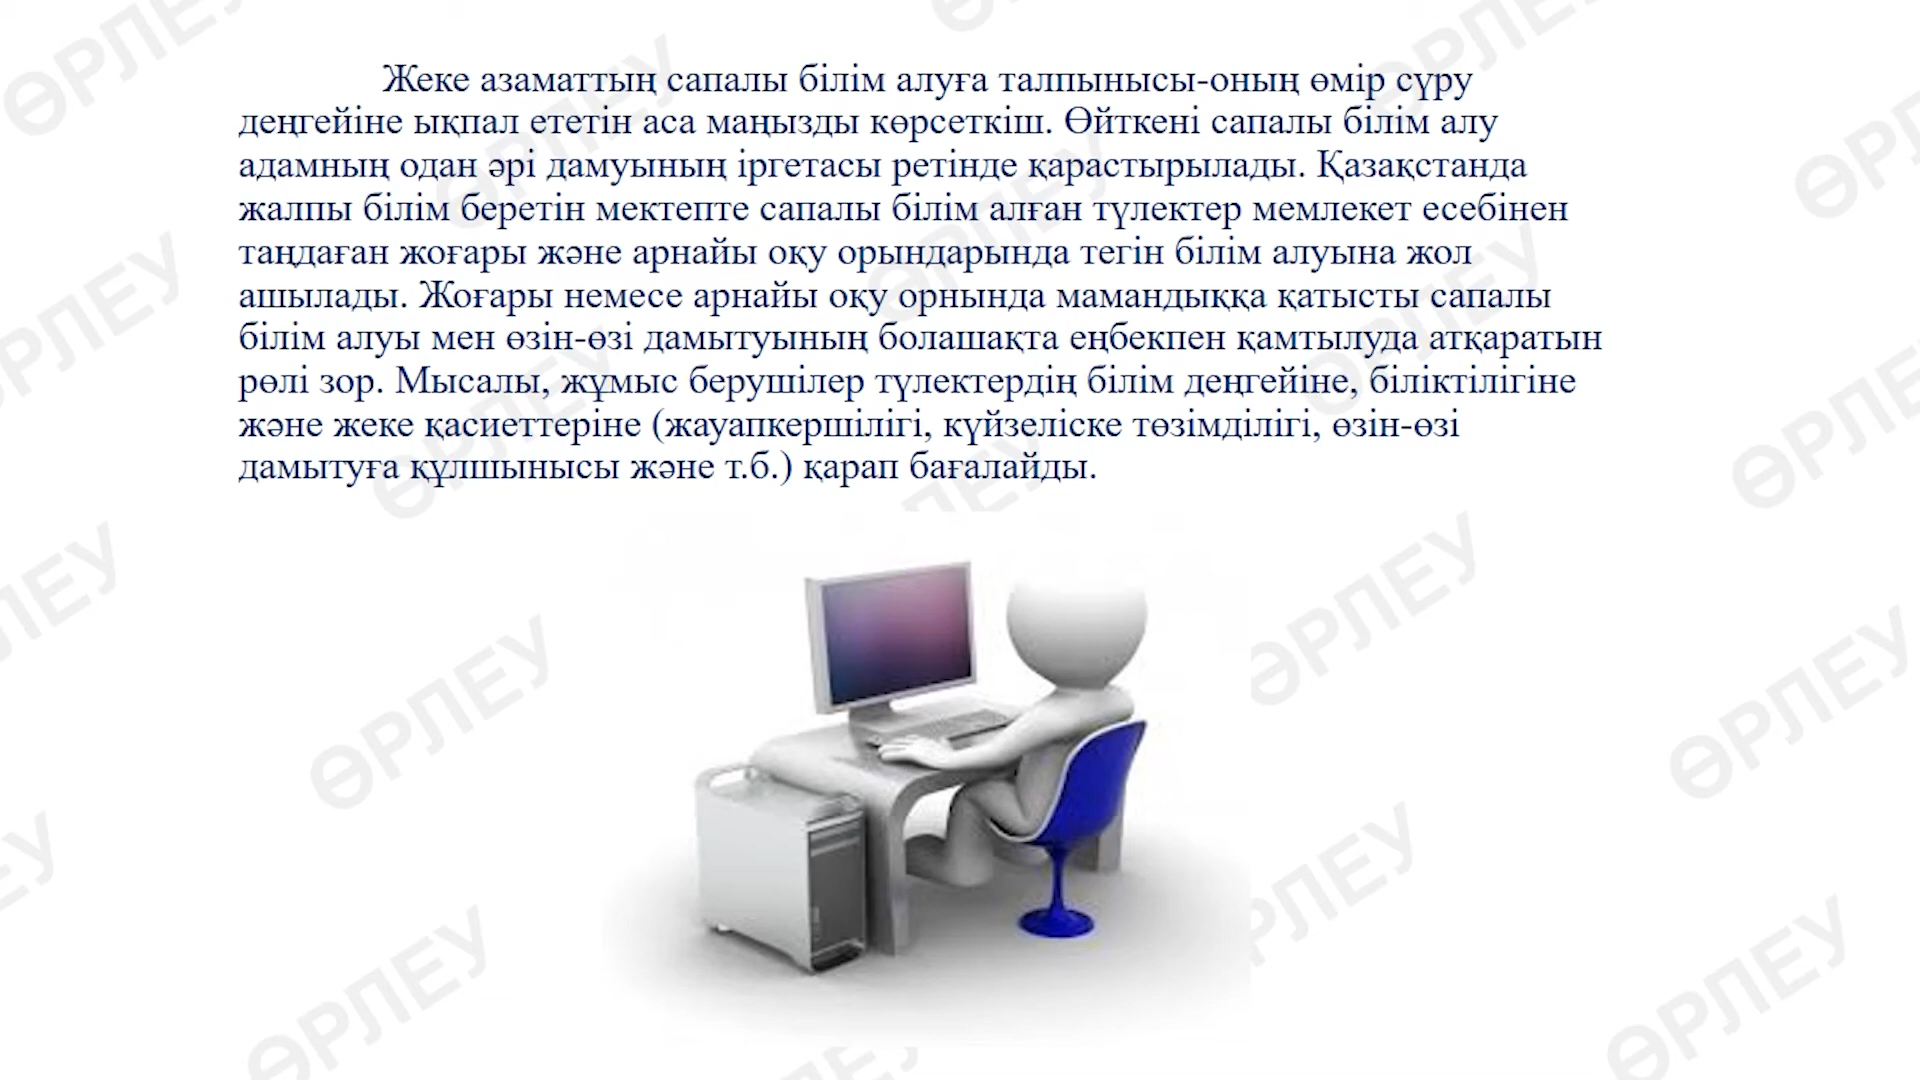 Жеке азаматтың сапалы білім алуға талпынысы-оның өмір сүру
деңгейіне ықпал ететін аса маңызды көрсеткіш. Өйткені сапалы білім алу
адамның одан әрі дамуының іргетасы ретінде қарастырылады. Қазақстанда
жалпы білім беретін мектепте сапалы білім алған түлектер мемлекет есебінен
таңдаған жоғары және арнайы оқу орындарында тегін білім алуына жол
ашылады. Жоғары немесе арнайы оқу орнында мамандыққа қатысты сапалы
білім алуы мен өзін-өзі дамытуының болашақта еңбекпен қамтылуда атқаратын
рөлі зор. Мысалы, жұмыс берушілер түлектердің білім деңгейіне, біліктілігіне
және жеке қасиеттеріне (жауапкершілігі, күйзеліске төзімділігі, өзін-өзі
дамытуға құлшынысы және т.б.) қарап бағалайды.
ӨРЛЕУ